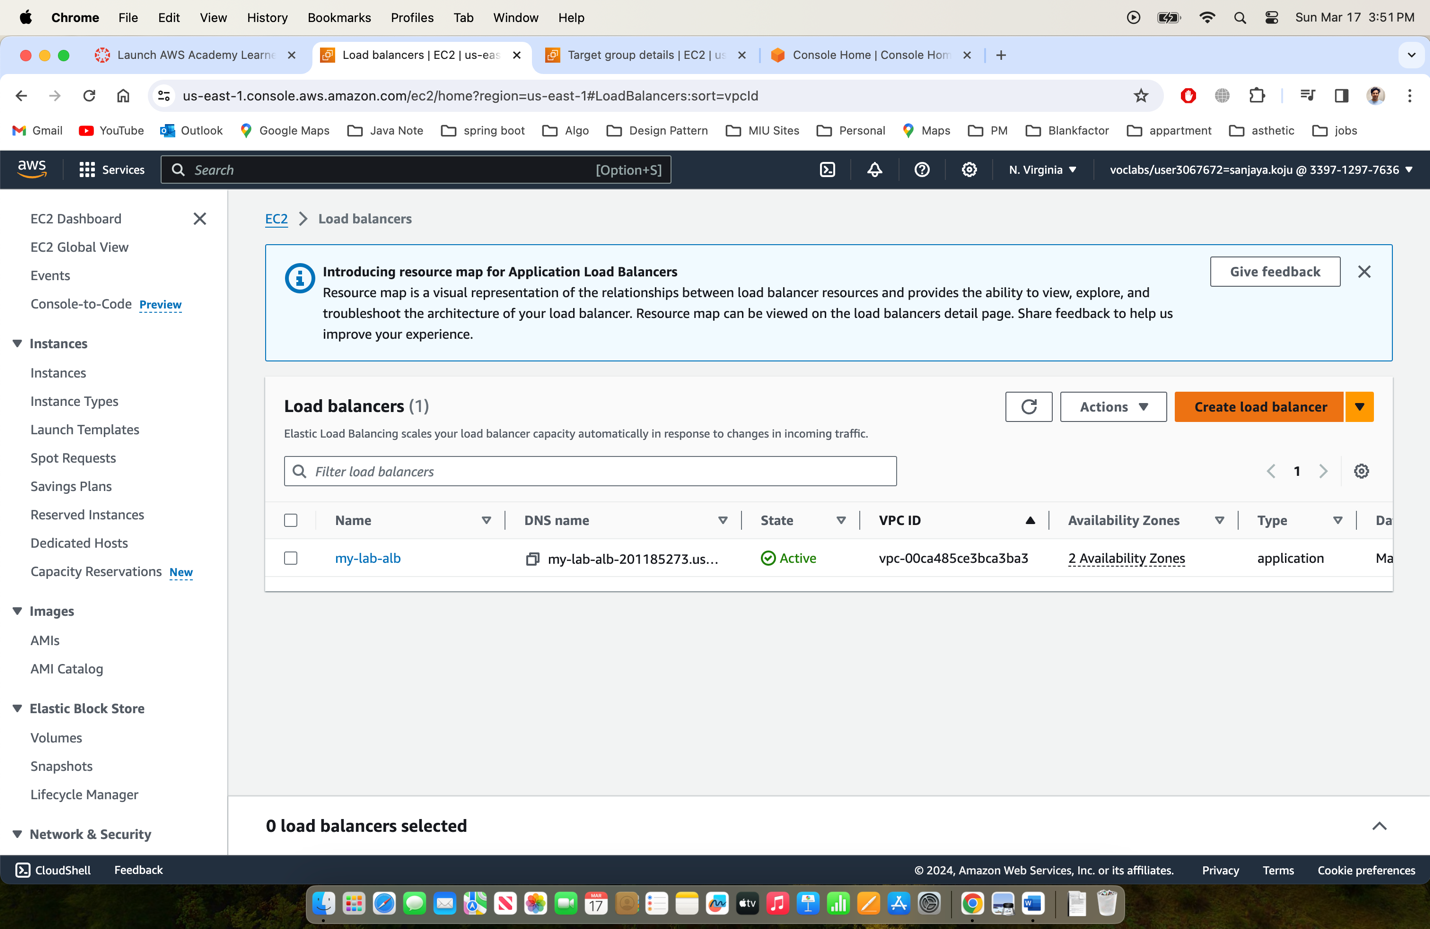 Chrome File Edit View History Bookmarks Profiles Tab Window Help Sun Mar 17 3:51 PM
Launch AWS Academy Learne Load balancers | EC2 | us-eas Target group details | EC2 | us Console Home | Console Hom
us-east-1.console.aws.amazon.com/ec2/home?region=us-east-1#LoadBalancers:sort=vpcId
Gmail YouTube Outlook Google Maps Java Note spring boot Algo Design Pattern MIU Sites Personal Maps PM Blankfactor appartment asthetic jobs
aws Services Search [Option+S] N. Virginia voclabs/user3067672=sanjaya.koju @ 3397-1297-7636
EC2 Dashboard
EC2 Global View
Events
Console-to-Code Preview
Instances
Instances
Instance Types
Launch Templates
Spot Requests
Savings Plans
Reserved Instances
Dedicated Hosts
Capacity Reservations New
Images
AMIs
AMI Catalog
Elastic Block Store
Volumes
Snapshots
Lifecycle Manager
Network & Security
EC2 Load balancers
Introducing resource map for Application Load Balancers
Resource map is a visual representation of the relationships between load balancer resources and provides the ability to view, explore, and
troubleshoot the architecture of your load balancer. Resource map can be viewed on the load balancers detail page. Share feedback to help us
improve your experience.
Give feedback
Load balancers (1)
Actions Create load balancer
Elastic Load Balancing scales your load balancer capacity automatically in response to changes in incoming traffic.
Filter load balancers
1
Name DNS name State VPC ID Availability Zones Type Da
my-lab-alb my-lab-alb-201185273.us... Active vpc-00ca485ce3bca3ba3 2 Availability Zones application Ma
0 load balancers selected
CloudShell Feedback © 2024, Amazon Web Services, Inc. or its affiliates. Privacy Terms Cookie preferences
MAR
17
tv
W